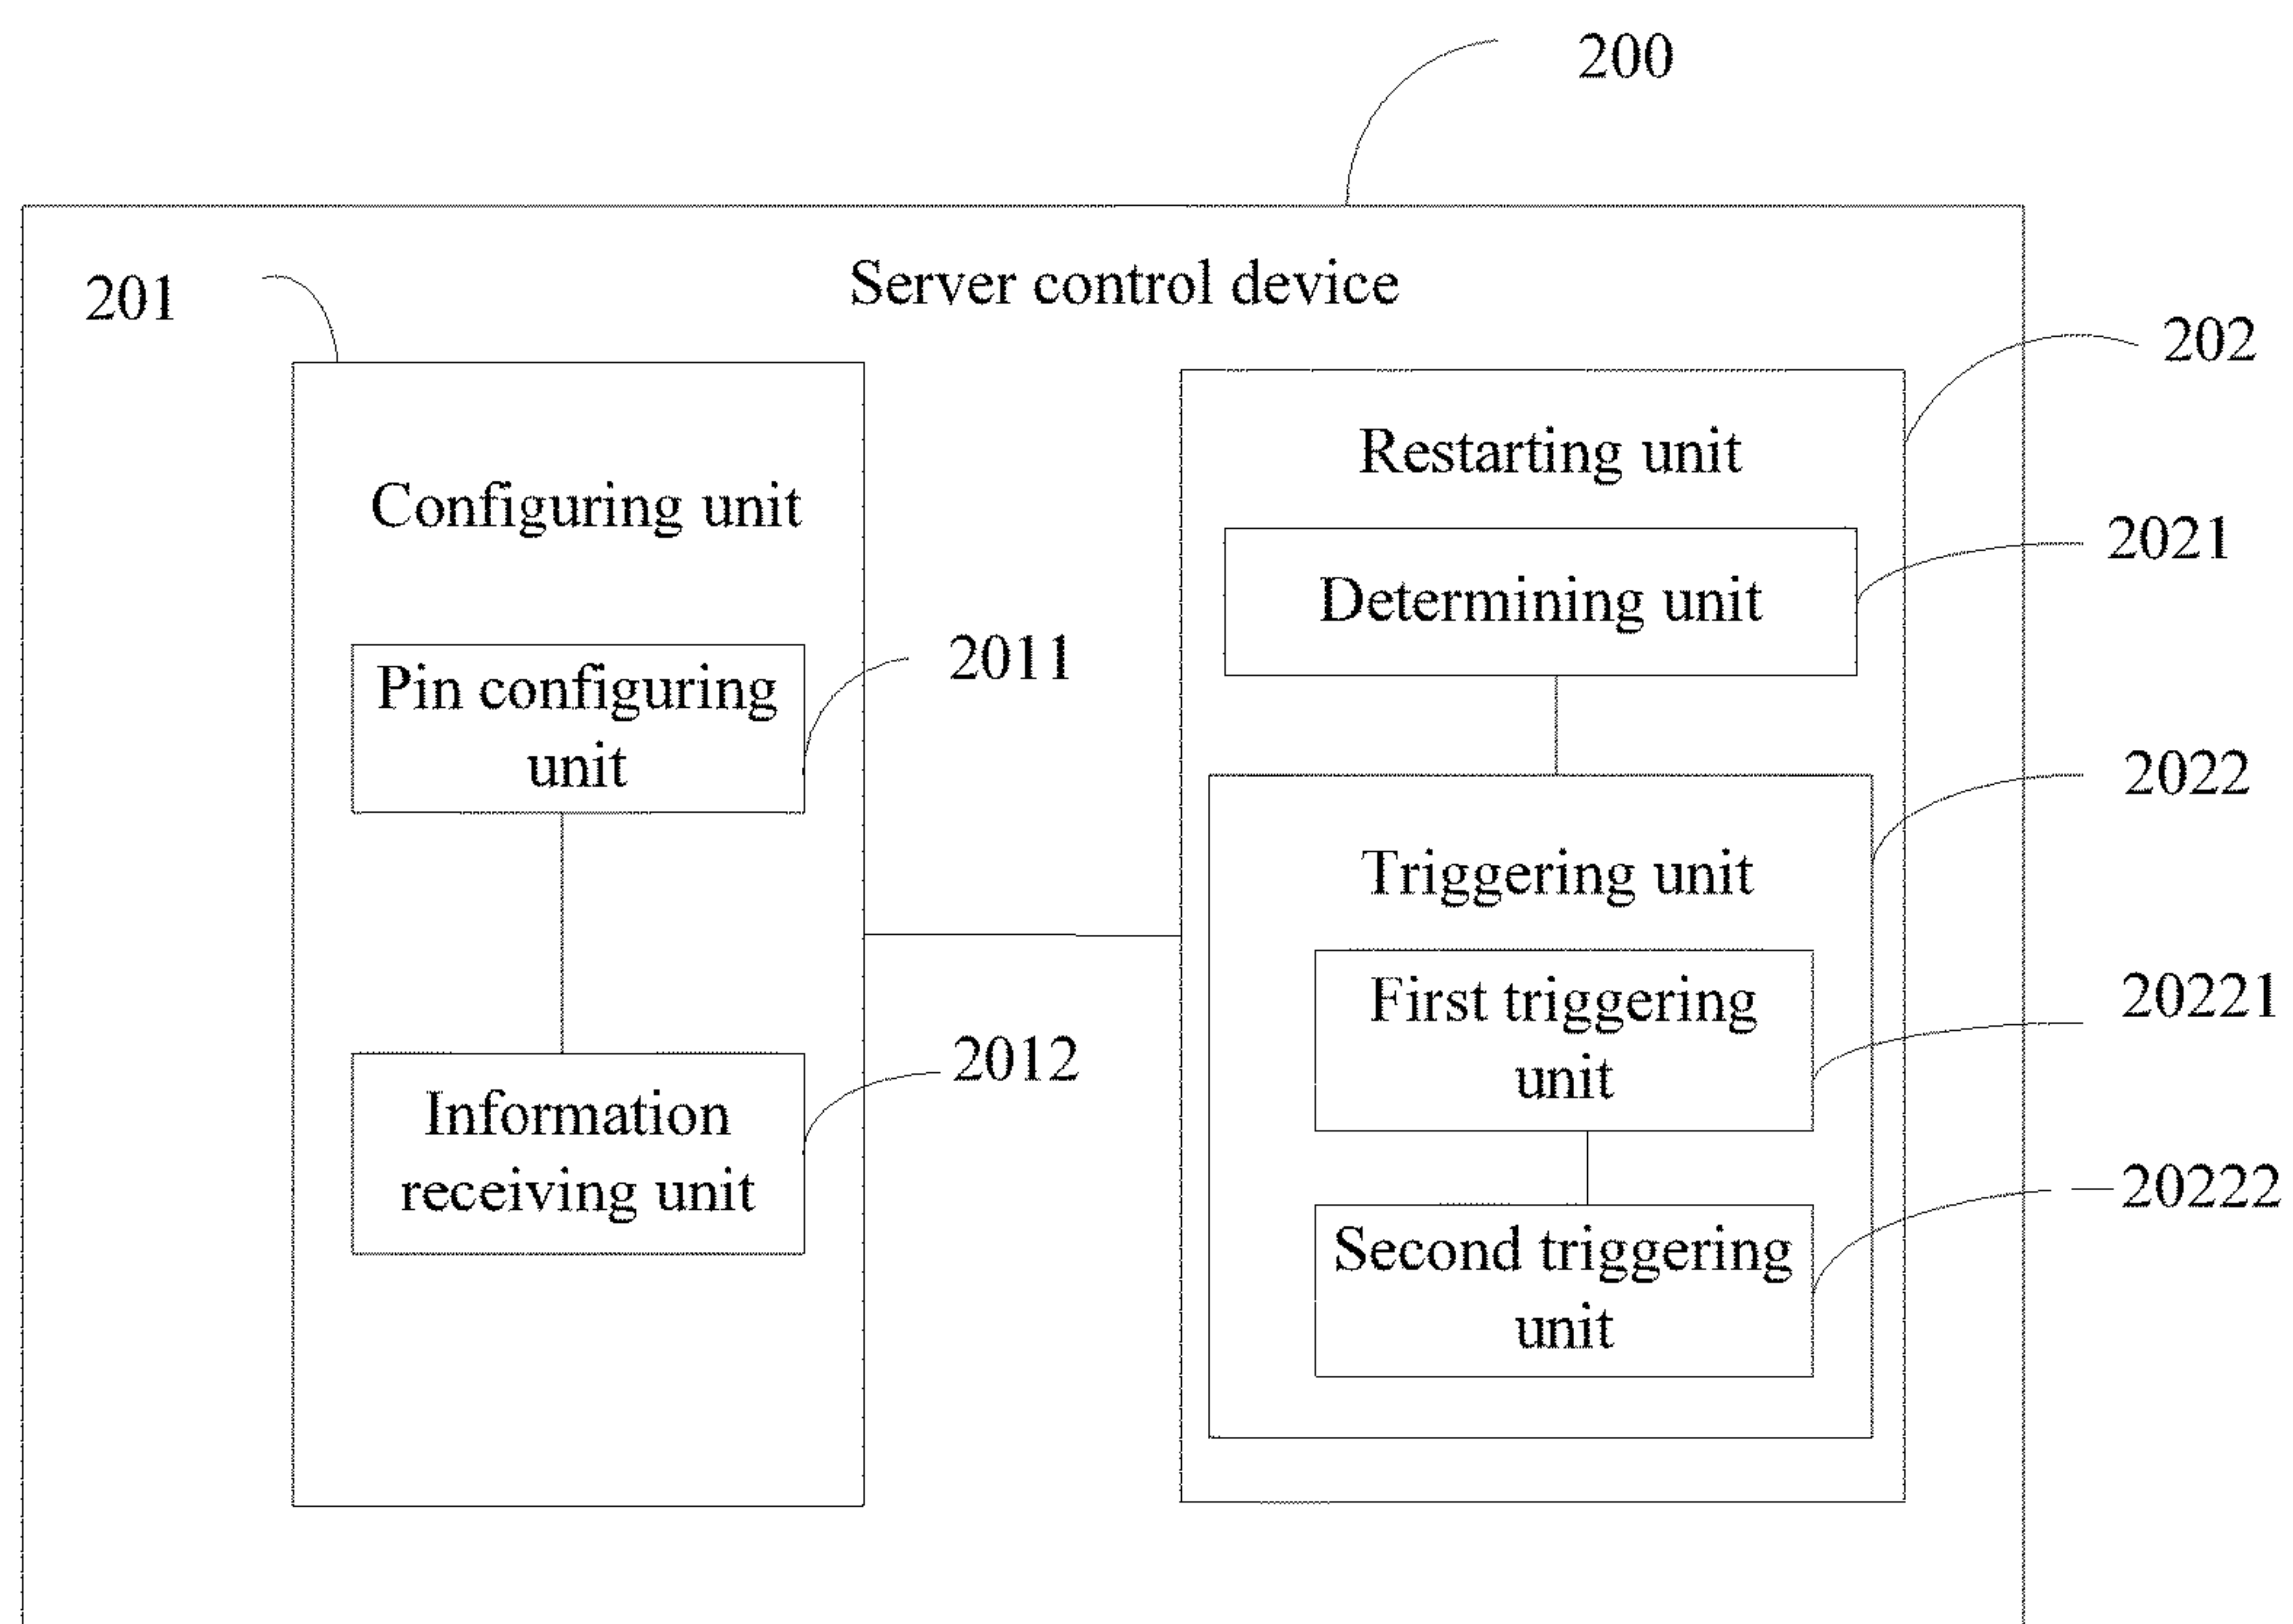 200
Server control device
201
202
Configuring unit
Restarting unit
2021
Determining unit
Pin configuring
unit
2011
2022
Triggering unit
First triggering
unit
20221
Information
receiving unit
2012
20222
Second triggering
unit